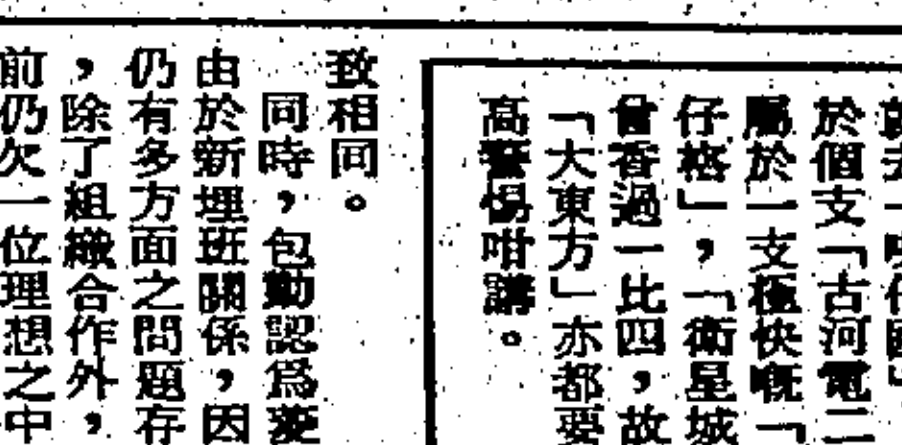 於個支「古河電二
屬於一支極快嘅「
仔格」，「衛星城
曾香過一比四，故
「大東方」亦都要
高警惕咁講。
致相同。
同時，包勤認爲菱
由於新埋班關係，因
仍有多方面之問題存
，除了組織合作外，
前仍欠一位理想之中